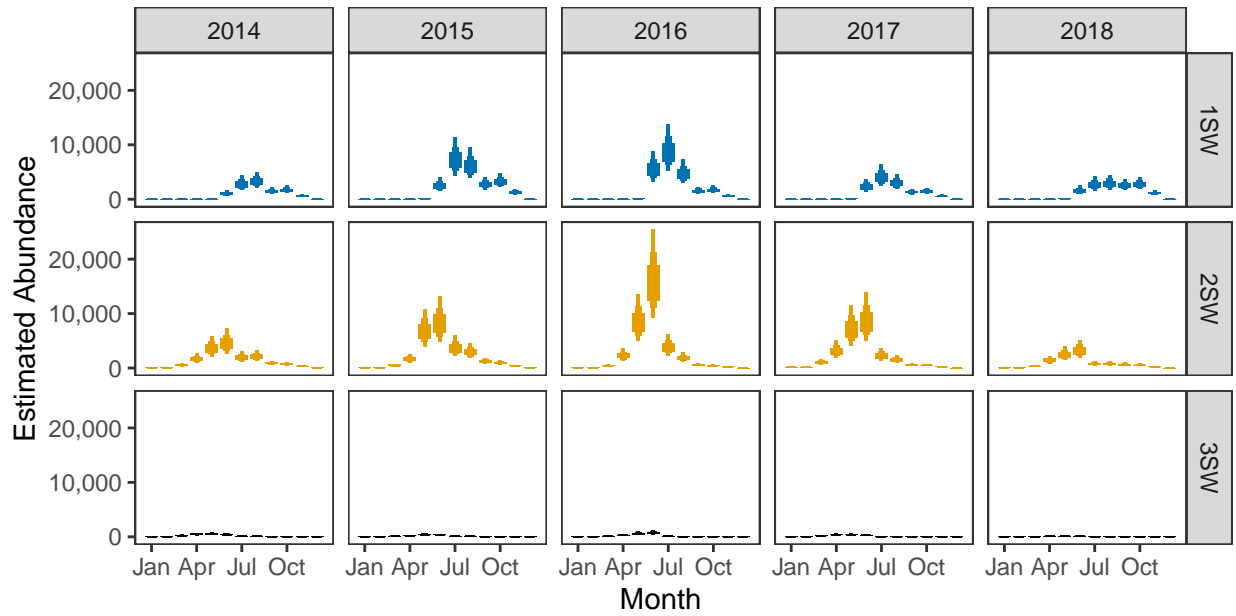 2014 2015 2016 2017 2018
Estimated Abundance
20,000
10,000
0
1SW
20,000
10,000
0
2SW
20,000
10,000
0
3SW
Jan Apr Jul Oct Jan Apr Jul Oct Jan Apr Jul Oct Jan Apr Jul Oct Jan Apr Jul Oct
Month